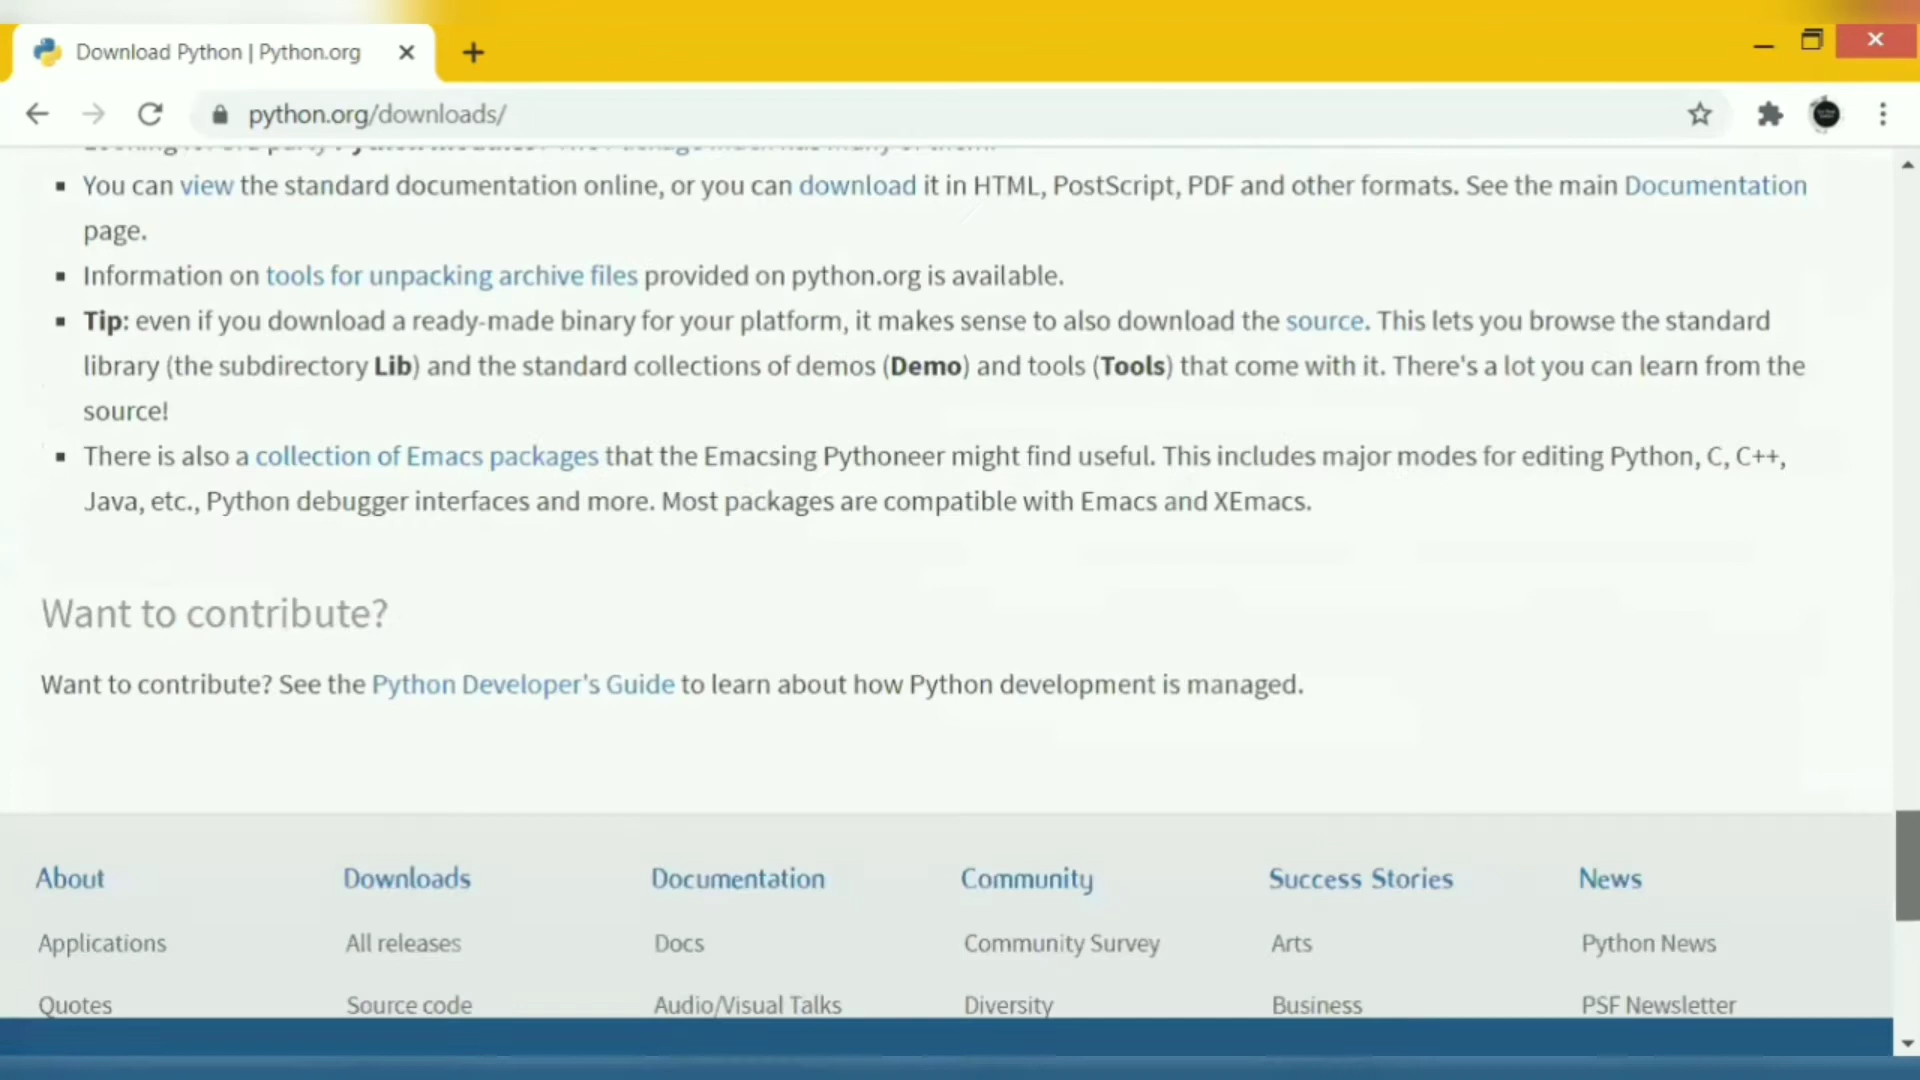 Download Python | Python.org
python.org/downloads/
You can view the standard documentation online, or you can download it in HTML, PostScript, PDF and other formats. See the main Documentation
page.
Information on tools for unpacking archive files provided on python.org is available.
Tip: even if you download a ready-made binary for your platform, it makes sense to also download the source. This lets you browse the standard
library (the subdirectory Lib) and the standard collections of demos (Demo) and tools (Tools) that come with it. There's a lot you can learn from the
source!
There is also a collection of Emacs packages that the Emacsing Pythoneer might find useful. This includes major modes for editing Python, C, C++,
Java, etc., Python debugger interfaces and more. Most packages are compatible with Emacs and XEmacs.
Want to contribute?
Want to contribute? See the Python Developer's Guide to learn about how Python development is managed.
About Downloads Documentation Community Success Stories News
Applications All releases Docs Community Survey Arts Python News
Quotes Source code Audio/Visual Talks Diversity Business PSF Newsletter